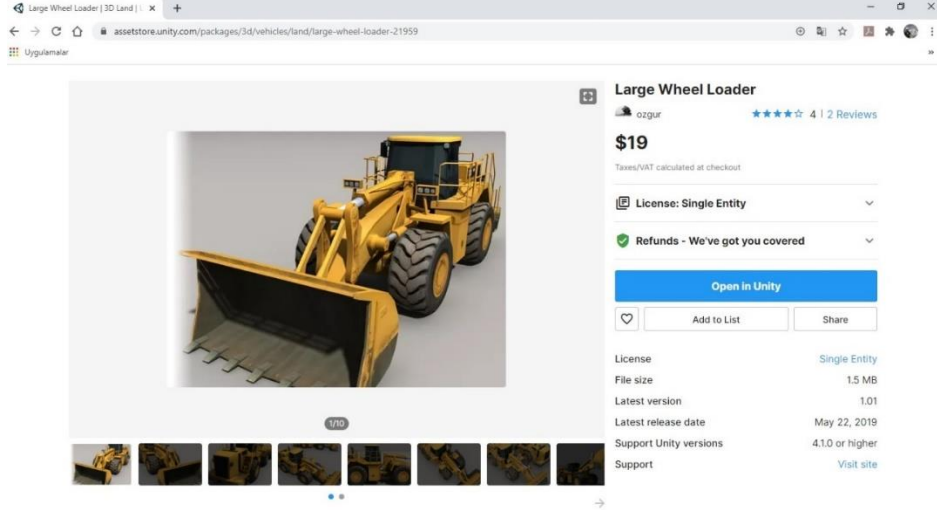 Large Wheel Loader | 3D Land |
assetstore.unity.com/packages/3d/vehicles/land/large-wheel-loader-21959
Uygulamalar
Large Wheel Loader
ozgur
4 | 2 Reviews
$19
Taxes/VAT calculated at checkout
License: Single Entity
Refunds - We've got you covered
Open in Unity
Add to List
Share
License Single Entity
File size 1.5 MB
Latest version 1.01
Latest release date May 22, 2019
Support Unity versions 4.1.0 or higher
Support Visit site
1/10